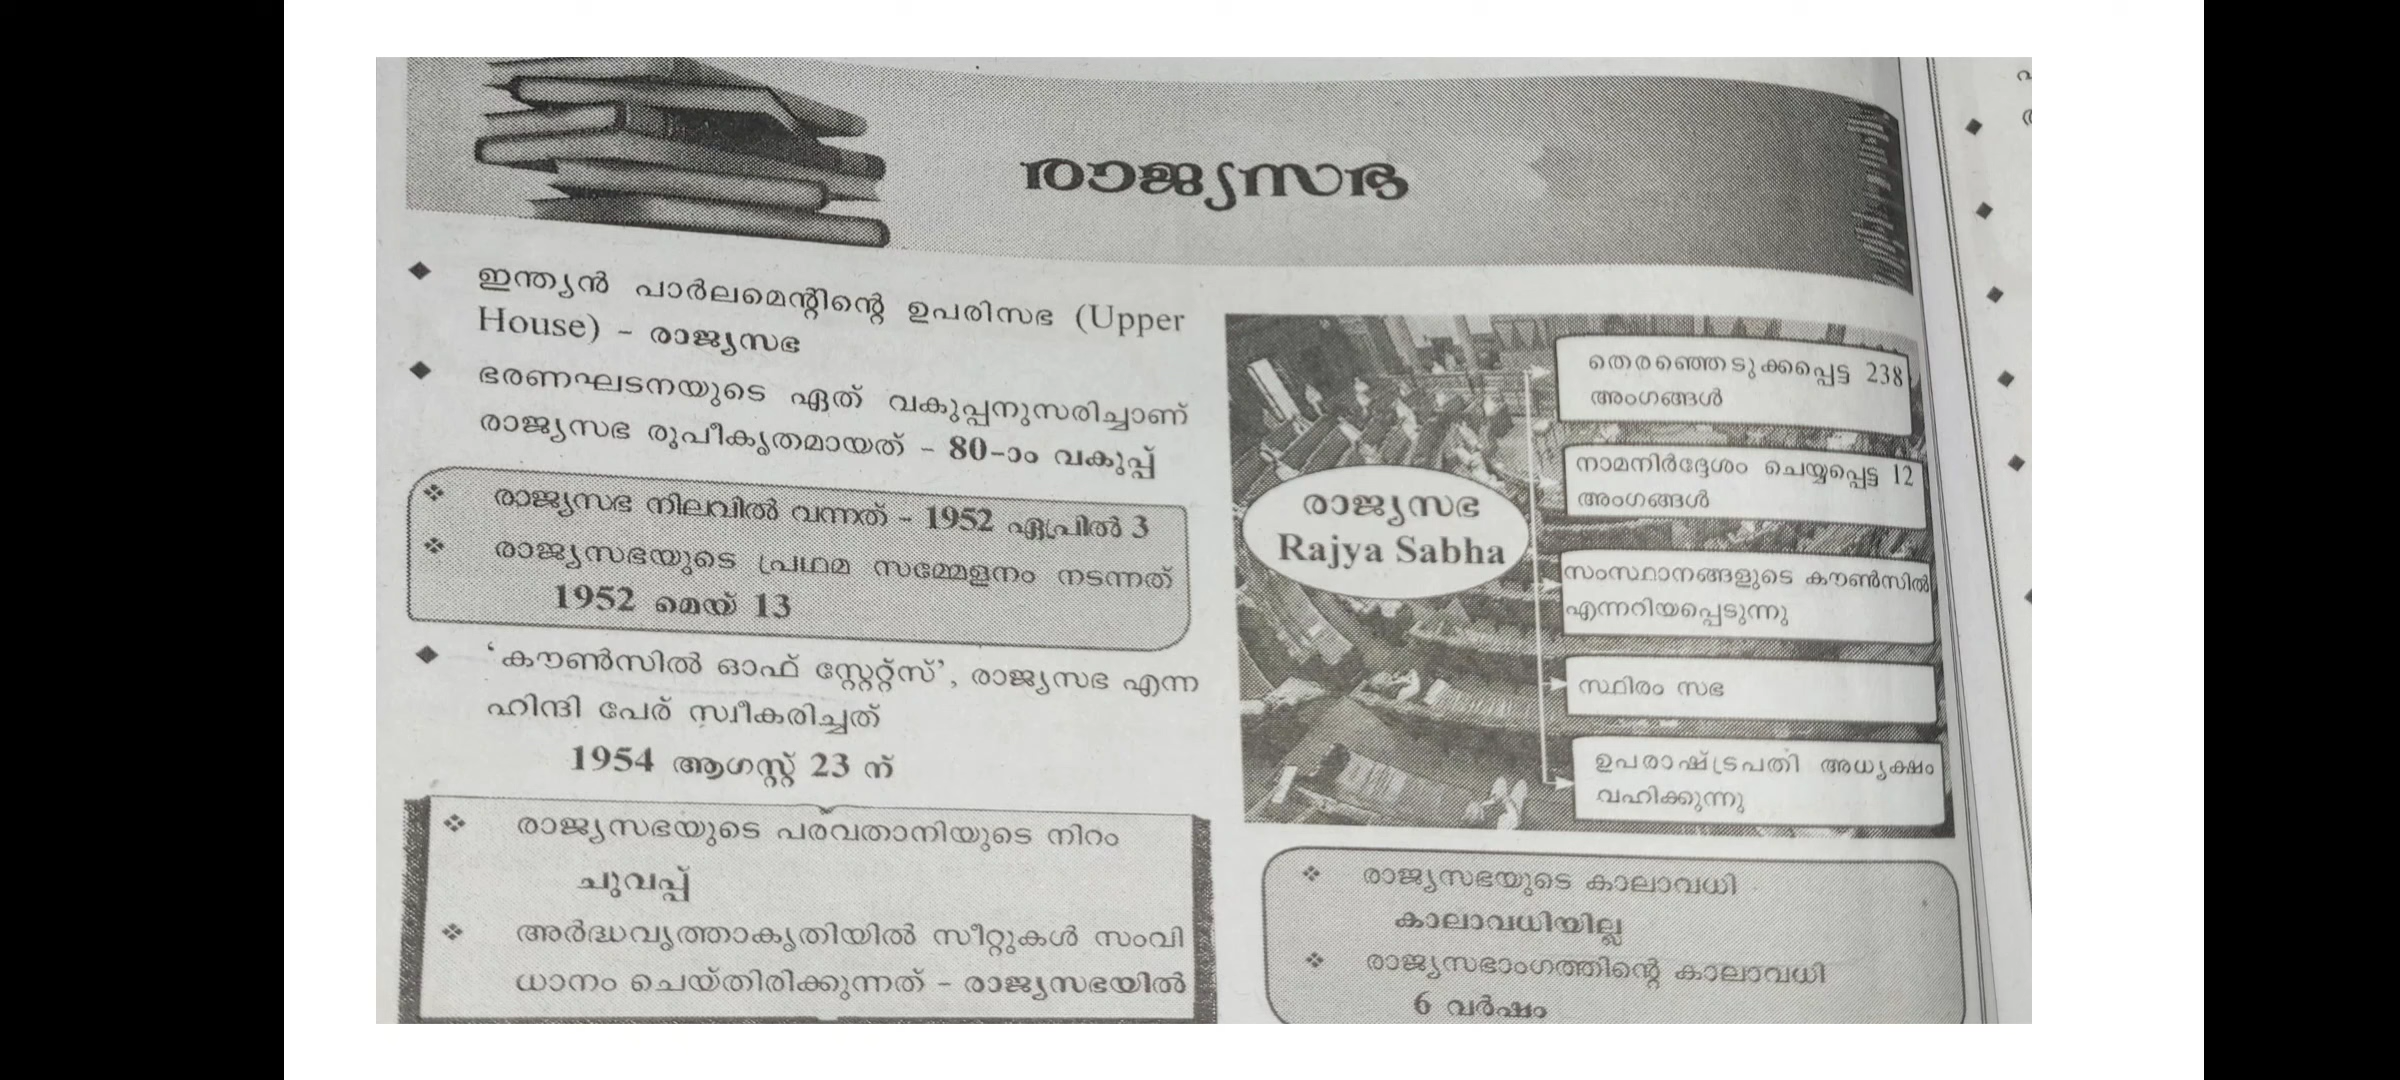 രാജ്യസഭ
ഇന്ത്യൻ പാർലമെന്റിന്റെ ഉപരിസഭ (Upper
House) - രാജ്യസഭ
ഭരണഘടനയുടെ ഏത് വകുപ്പനുസരിച്ചാണ്
രാജ്യസഭ രൂപീകൃതമായത് - 80-ാം വകുപ്പ്
രാജ്യസഭ നിലവിൽ വന്നത് - 1952 ഏപ്രിൽ 3
രാജ്യസഭയുടെ പ്രഥമ സമ്മേളനം നടന്നത്
1952 മെയ് 13
‘കൗൺസിൽ ഓഫ് സ്റ്റേറ്റ്സ്’, രാജ്യസഭ എന്ന
ഹിന്ദി പേര് സ്വീകരിച്ചത്
1954 ആഗസ്റ്റ് 23 ന്
രാജ്യസഭയുടെ പരവതാനിയുടെ നിറം
ചുവപ്പ്
അർദ്ധവൃത്താകൃതിയിൽ സീറ്റുകൾ സംവി
ധാനം ചെയ്തിരിക്കുന്നത് - രാജ്യസഭയിൽ
രാജ്യസഭ
Rajya Sabha
തെരഞ്ഞെടുക്കപ്പെട്ട 238
അംഗങ്ങൾ
നാമനിർദ്ദേശം ചെയ്യപ്പെട്ട 12
അംഗങ്ങൾ
സംസ്ഥാനങ്ങളുടെ കൗൺസിൽ
എന്നറിയപ്പെടുന്നു
സ്ഥിരം സഭ
ഉപരാഷ്ട്രപതി അധ്യക്ഷം
വഹിക്കുന്നു
രാജ്യസഭയുടെ കാലാവധി
കാലാവധിയില്ല
രാജ്യസഭാംഗത്തിന്റെ കാലാവധി
6 വർഷം